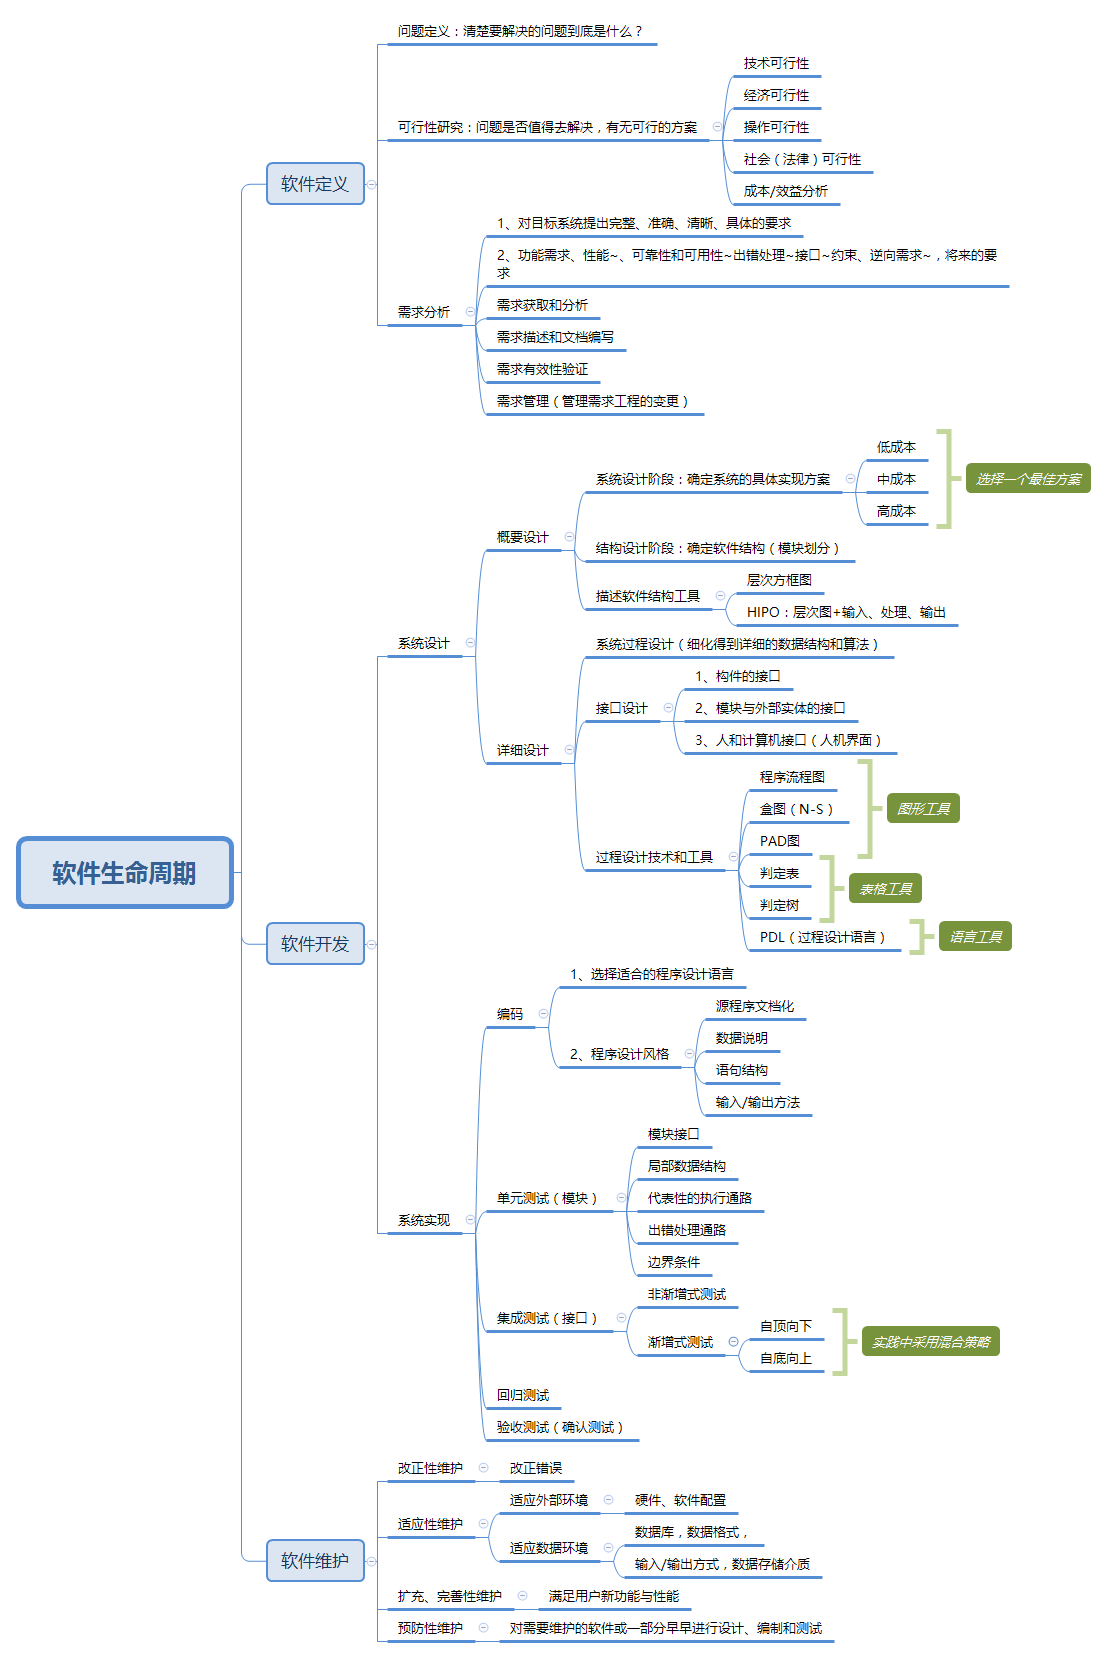 问题定义：清楚要解决的问题到底是什么？
技术可行性
经济可行性
可行性研究：问题是否值得去解决，有无可行的方案
操作可行性
社会（法律）可行性
软件定义
成本/效益分析
1、对目标系统提出完整、准确、清晰、具体的要求
2、功能需求、性能~、可靠性和可用性~出错处理~接口~约束、逆向需求~，将来的要
求
需求分析
需求获取和分析
需求描述和文档编写
需求有效性验证
需求管理（管理需求工程的变更）
低成本
系统设计阶段：确定系统的具体实现方案
中成本
选择一个最佳方案
高成本
概要设计
结构设计阶段：确定软件结构（模块划分）
层次方框图
描述软件结构工具
HIPO：层次图+输入、处理、输出
系统设计
系统过程设计（细化得到详细的数据结构和算法）
1、构件的接口
接口设计
2、模块与外部实体的接口
3、人和计算机接口（人机界面）
详细设计
程序流程图
盒图（N-S）
图形工具
PAD图
过程设计技术和工具
判定表
表格工具
判定树
PDL（过程设计语言）
语言工具
软件生命周期
软件开发
1、选择适合的程序设计语言
编码
源程序文档化
数据说明
2、程序设计风格
语句结构
输入/输出方法
模块接口
局部数据结构
单元测试（模块）
代表性的执行通路
出错处理通路
边界条件
系统实现
非渐增式测试
集成测试（接口）
自顶向下
渐增式测试
实践中采用混合策略
自底向上
回归测试
验收测试（确认测试）
改正性维护
改正错误
适应外部环境
硬件、软件配置
适应性维护
数据库，数据格式，
适应数据环境
输入/输出方式，数据存储介质
软件维护
扩充、完善性维护
满足用户新功能与性能
预防性维护
对需要维护的软件或一部分早早进行设计、编制和测试